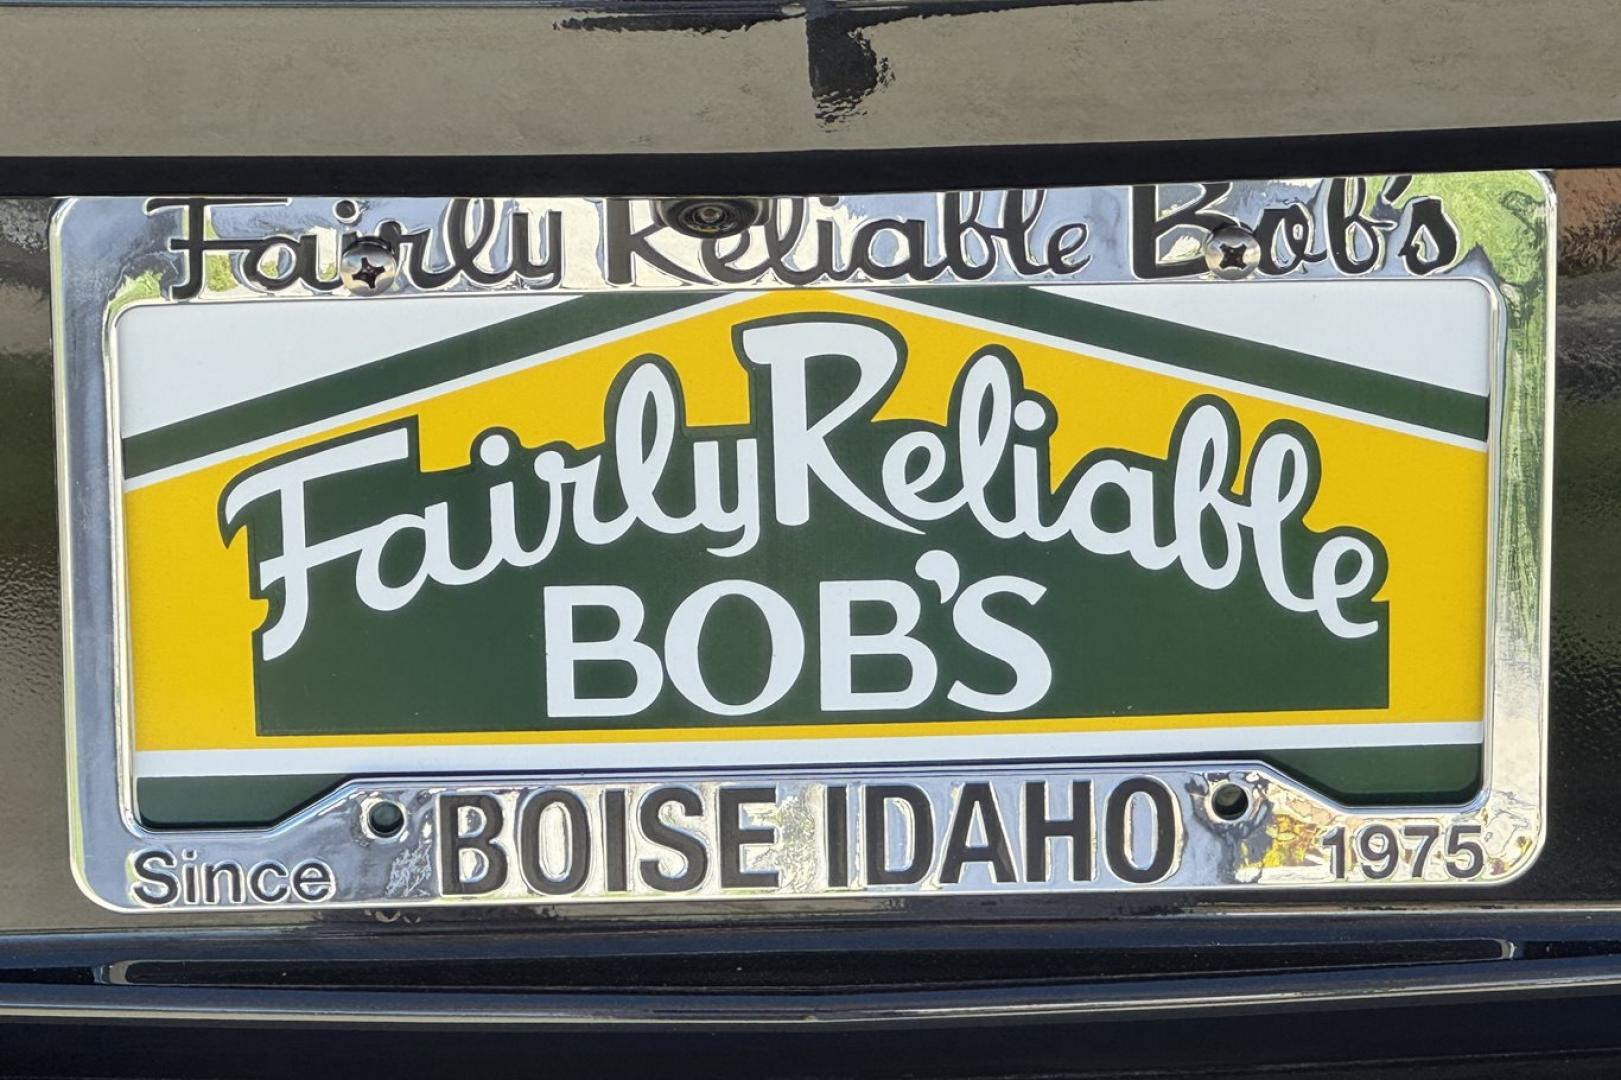 Fairly Reliable Bob's
Fairly Reliable
BOB'S
BOISE IDAHO
Since
1975